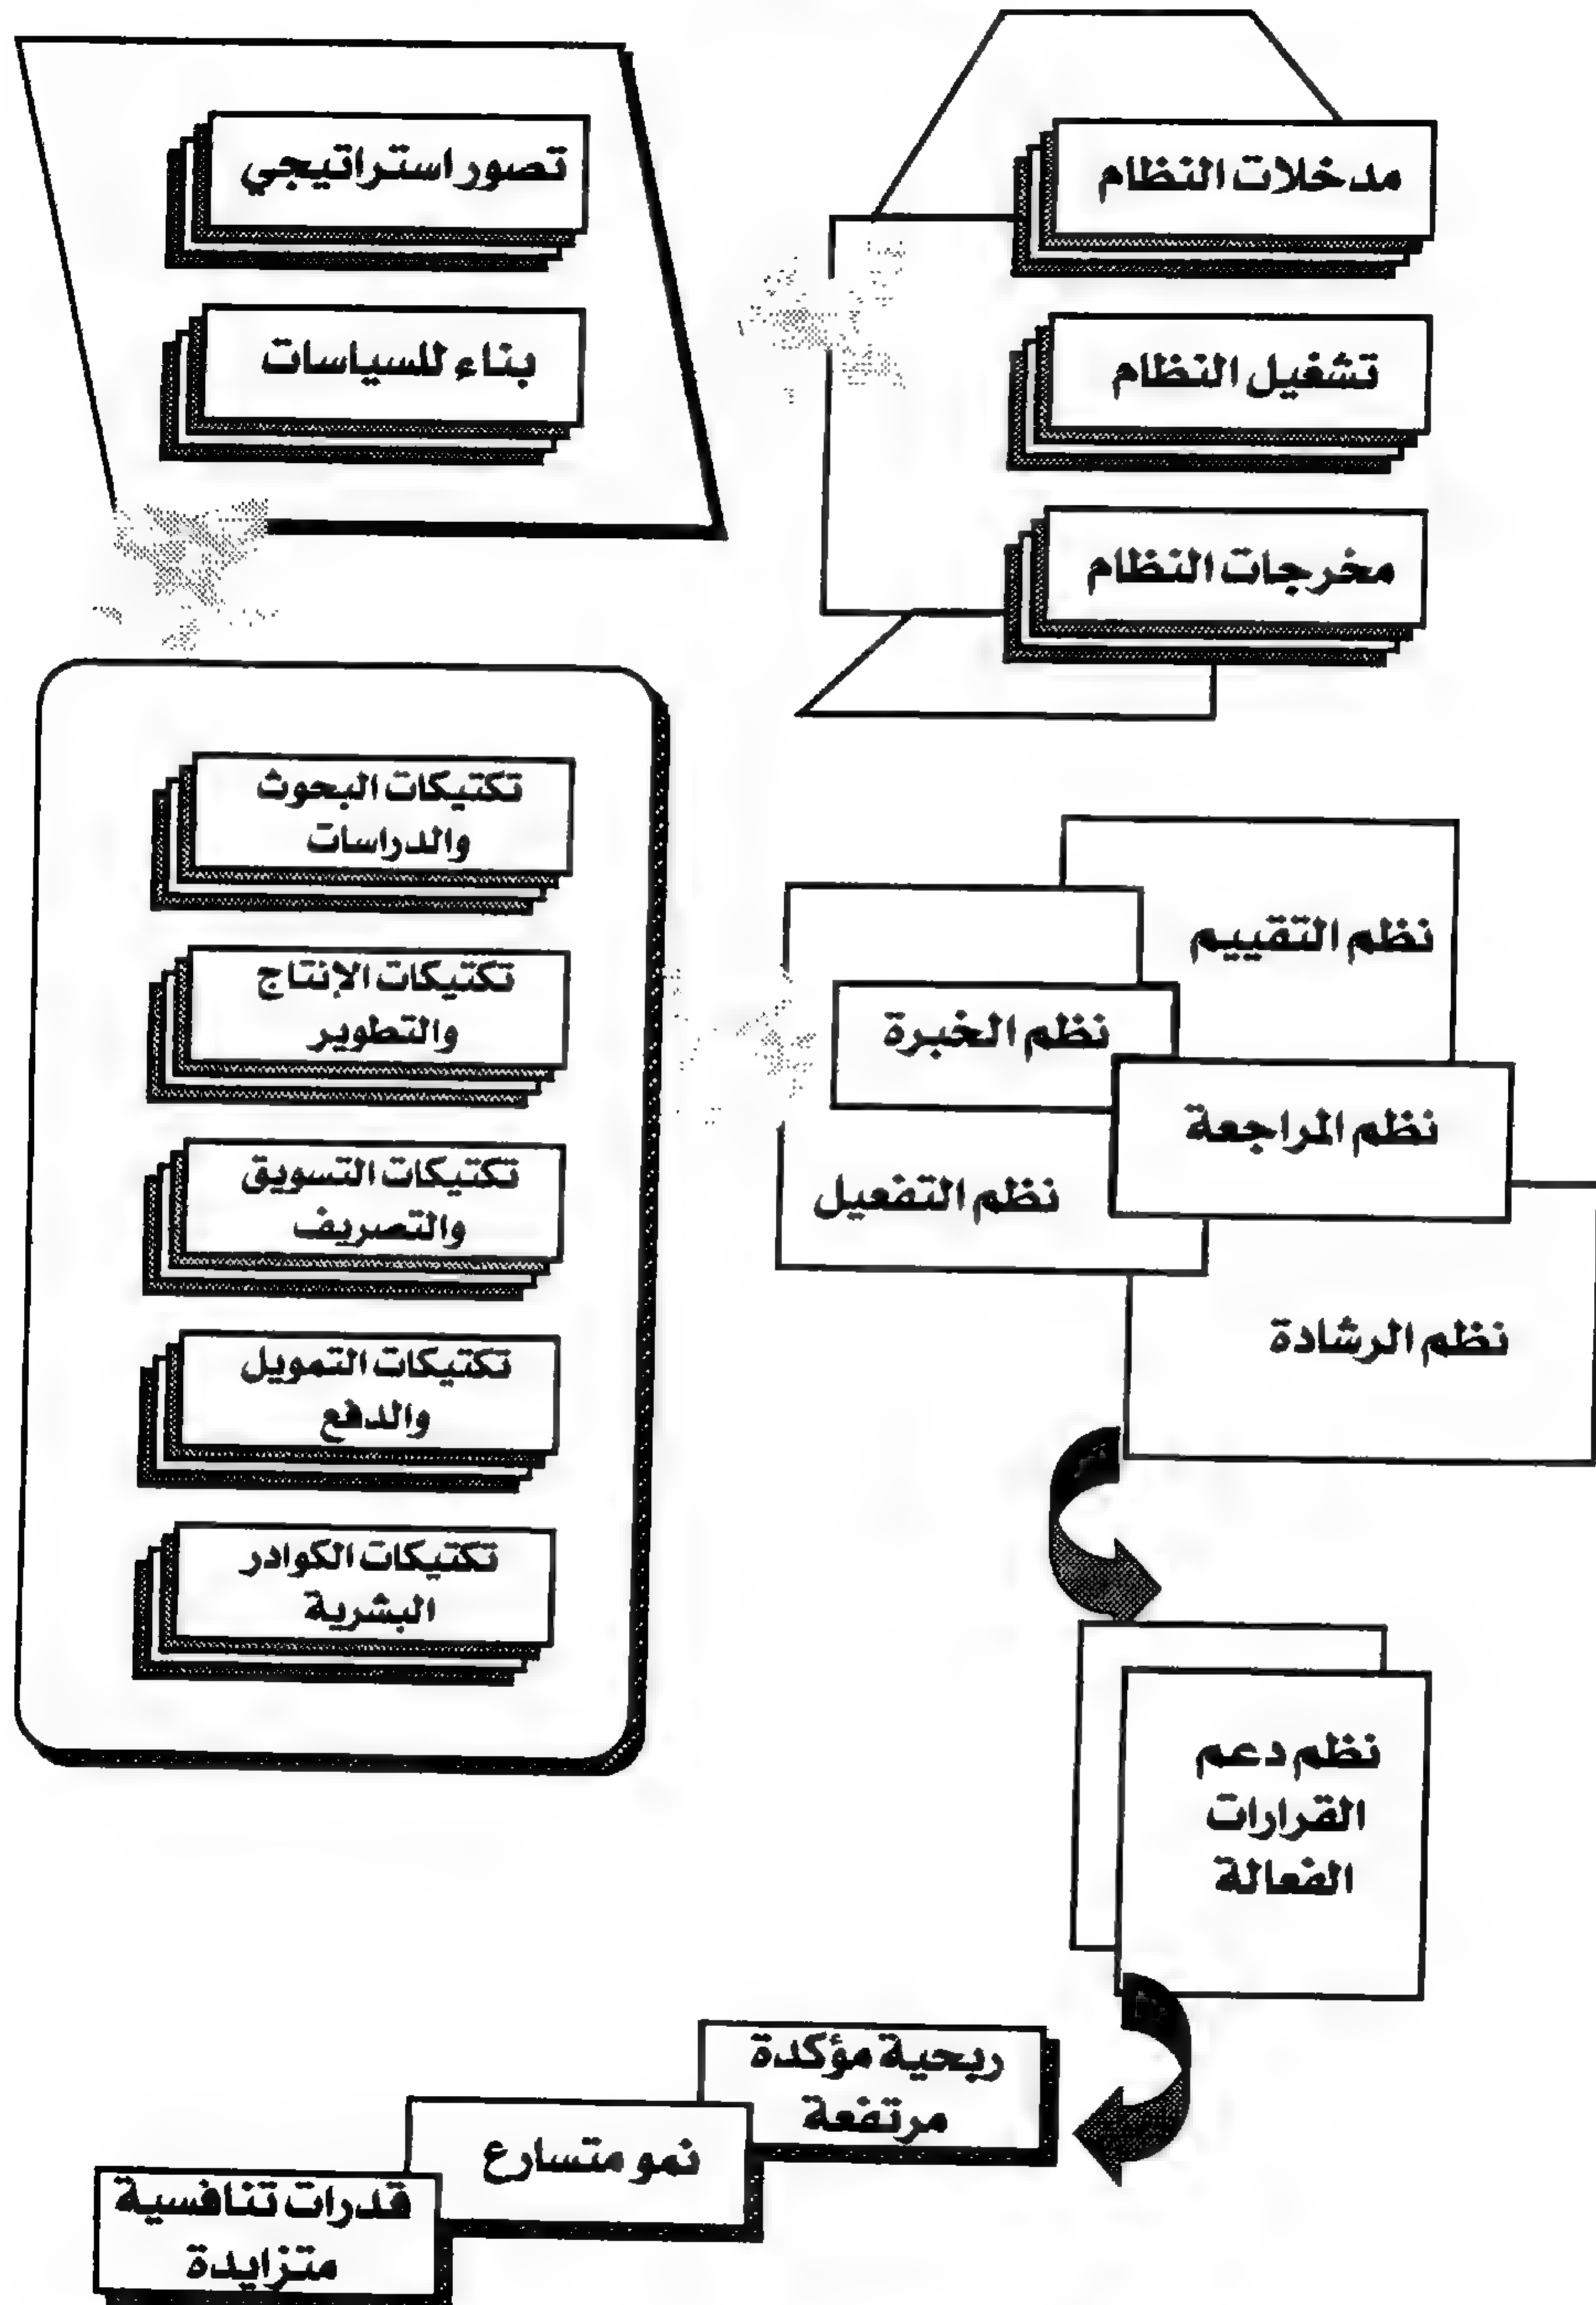 مدخلات النظام
تشغيل النظام
مخرجات النظام
تصور استراتيجي
بناء للسياسات
تكتيكات البحوث
والدراسات
تكتيكات الإنتاج
والتطوير
تكتيكات التسويق
والتصريف
تكتيكات التمويل
والدفع
تكتيكات الكوادر
البشرية
نظم التقييم
نظم الخبرة
نظم المراجعة
نظم التفعيل
نظم الرشادة
نظم دعم
القرارات
الفعالة
ربحية مؤكدة
مرتفعة
نمو متسارع
قدرات تنافسية
متزايدة